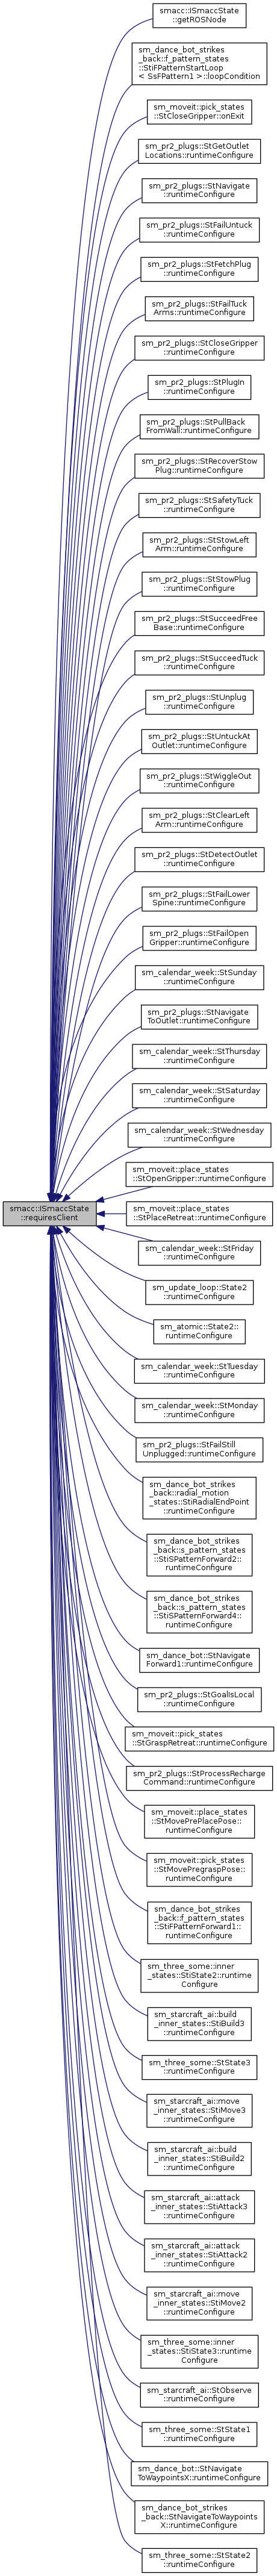 smacc::ISmaccState
::getROSNode
sm_dance_bot_strikes
_back::f_pattern_states
::StiFPatternStartLoop
< SsFPattern1 >::loopCondition
sm_moveit::pick_states
::StCloseGripper::onExit
sm_pr2_plugs::StGetOutlet
Locations::runtimeConfigure
sm_pr2_plugs::StNavigate
::runtimeConfigure
sm_pr2_plugs::StFailUntuck
::runtimeConfigure
sm_pr2_plugs::StFetchPlug
::runtimeConfigure
sm_pr2_plugs::StFailTuck
Arms::runtimeConfigure
sm_pr2_plugs::StCloseGripper
::runtimeConfigure
sm_pr2_plugs::StPlugIn
::runtimeConfigure
sm_pr2_plugs::StPullBack
FromWall::runtimeConfigure
sm_pr2_plugs::StRecoverStow
Plug::runtimeConfigure
sm_pr2_plugs::StSafetyTuck
::runtimeConfigure
sm_pr2_plugs::StStowLeft
Arm::runtimeConfigure
sm_pr2_plugs::StStowPlug
::runtimeConfigure
sm_pr2_plugs::StSucceedFree
Base::runtimeConfigure
sm_pr2_plugs::StSucceedTuck
::runtimeConfigure
sm_pr2_plugs::StUnplug
::runtimeConfigure
sm_pr2_plugs::StUntuckAt
Outlet::runtimeConfigure
sm_pr2_plugs::StWiggleOut
::runtimeConfigure
sm_pr2_plugs::StClearLeft
Arm::runtimeConfigure
sm_pr2_plugs::StDetectOutlet
::runtimeConfigure
sm_pr2_plugs::StFailLower
Spine::runtimeConfigure
sm_pr2_plugs::StFailOpen
Gripper::runtimeConfigure
sm_calendar_week::StSunday
::runtimeConfigure
sm_pr2_plugs::StNavigate
ToOutlet::runtimeConfigure
sm_calendar_week::StThursday
::runtimeConfigure
sm_calendar_week::StSaturday
::runtimeConfigure
sm_calendar_week::StWednesday
::runtimeConfigure
sm_moveit::place_states
::StOpenGripper::runtimeConfigure
smacc::ISmaccState
::requiresClient
sm_moveit::place_states
::StPlaceRetreat::runtimeConfigure
sm_calendar_week::StFriday
::runtimeConfigure
sm_update_loop::State2
::runtimeConfigure
sm_atomic::State2::
runtimeConfigure
sm_calendar_week::StTuesday
::runtimeConfigure
sm_calendar_week::StMonday
::runtimeConfigure
sm_pr2_plugs::StFailStill
Unplugged::runtimeConfigure
sm_dance_bot_strikes
_back::radial_motion
_states::StiRadialEndPoint
::runtimeConfigure
sm_dance_bot_strikes
_back::s_pattern_states
::StiSPatternForward2::
runtimeConfigure
sm_dance_bot_strikes
_back::s_pattern_states
::StiSPatternForward4::
runtimeConfigure
sm_dance_bot::StNavigate
Forward1::runtimeConfigure
sm_pr2_plugs::StGoalIsLocal
::runtimeConfigure
sm_moveit::pick_states
::StGraspRetreat::runtimeConfigure
sm_pr2_plugs::StProcessRecharge
Command::runtimeConfigure
sm_moveit::place_states
::StMovePrePlacePose::
runtimeConfigure
sm_moveit::pick_states
::StMovePregraspPose::
runtimeConfigure
sm_dance_bot_strikes
_back::f_pattern_states
::StiFPatternForward1::
runtimeConfigure
sm_three_some::inner
_states::StiState2::runtime
Configure
sm_starcraft_ai::build
_inner_states::StiBuild3
::runtimeConfigure
sm_three_some::StState3
::runtimeConfigure
sm_starcraft_ai::move
_inner_states::StiMove3
::runtimeConfigure
sm_starcraft_ai::build
_inner_states::StiBuild2
::runtimeConfigure
sm_starcraft_ai::attack
_inner_states::StiAttack3
::runtimeConfigure
sm_starcraft_ai::attack
_inner_states::StiAttack2
::runtimeConfigure
sm_starcraft_ai::move
_inner_states::StiMove2
::runtimeConfigure
sm_three_some::inner
_states::StiState3::runtime
Configure
sm_starcraft_ai::StObserve
::runtimeConfigure
sm_three_some::StState1
::runtimeConfigure
sm_dance_bot::StNavigate
ToWaypointsX::runtimeConfigure
sm_dance_bot_strikes
_back::StNavigateToWaypoints
X::runtimeConfigure
sm_three_some::StState2
::runtimeConfigure